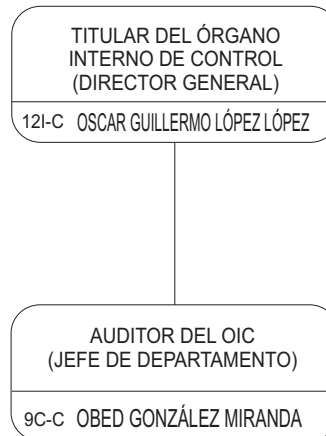 TITULAR DEL ÓRGANO
INTERNO DE CONTROL
(DIRECTOR GENERAL)
12I-C OSCAR GUILLERMO LÓPEZ LÓPEZ
AUDITOR DEL OIC
(JEFE DE DEPARTAMENTO)
9C-C OBED GONZÁLEZ MIRANDA